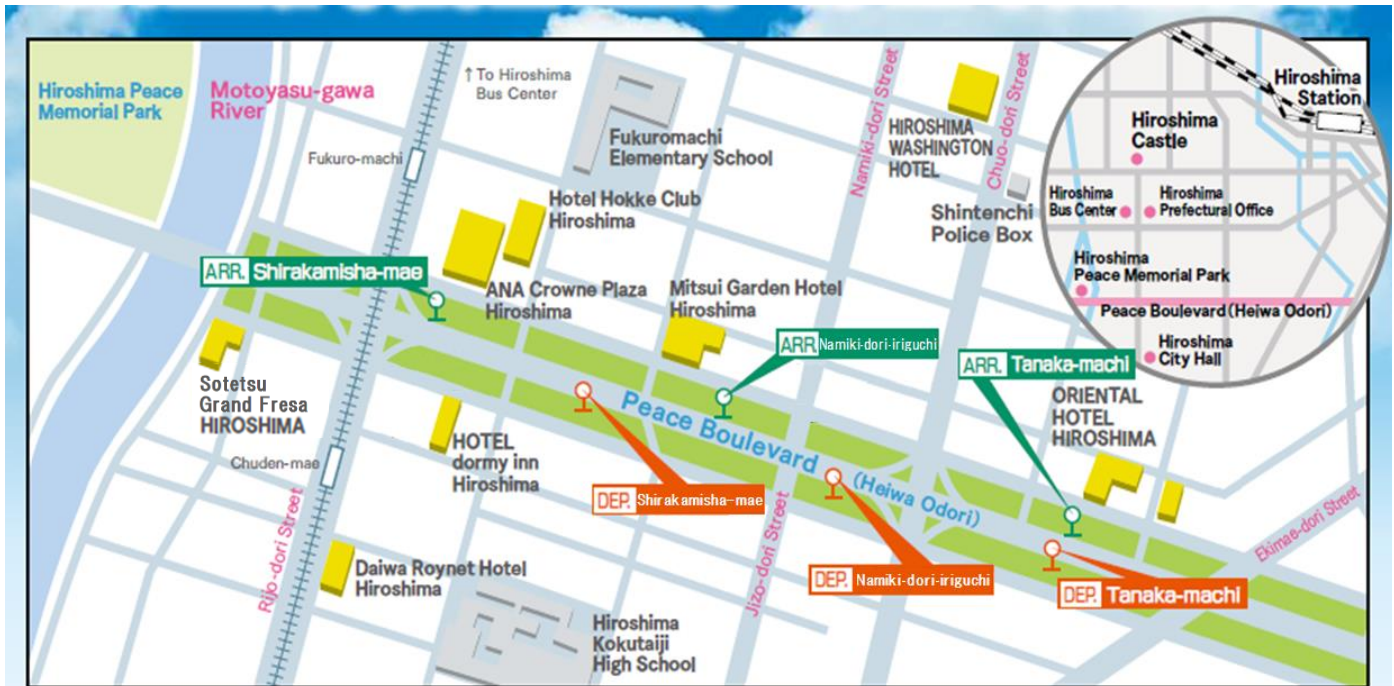 Hiroshima Peace
Memorial Park
Motoyasu-gawa
River
↑ To Hiroshima
Bus Center
Fukuro-machi
Fukuromachi
Elementary School
Namiki-dori Street
HIROSHIMA
WASHINGTON
HOTEL
Chuo-dori Street
Shintenchi
Police Box
Hiroshima
Station
Hiroshima
Castle
Hiroshima
Bus Center
Hiroshima
Prefectural Office
Hiroshima
Peace Memorial Park
Peace Boulevard (Heiwa Odori)
Hiroshima
City Hall
Hotel Hokke Club
Hiroshima
ARR. Shirakamisha-mae
ANA Crowne Plaza
Hiroshima
Mitsui Garden Hotel
Hiroshima
ARR. Namiki-dori-iriguchi
ARR. Tanaka-machi
ORIENTAL
HOTEL
HIROSHIMA
Sotetsu
Grand Fresa
HIROSHIMA
Chuden-mae
HOTEL
dormy inn
Hiroshima
Peace Boulevard
(Heiwa Odori)
DEP. Shirakamisha-mae
DEP. Namiki-dori-iriguchi
DEP. Tanaka-machi
Rijo-dori Street
Jizo-dori Street
Ekimae-dori Street
Daiwa Roynet Hotel
Hiroshima
Hiroshima
Kokutaiji
High School